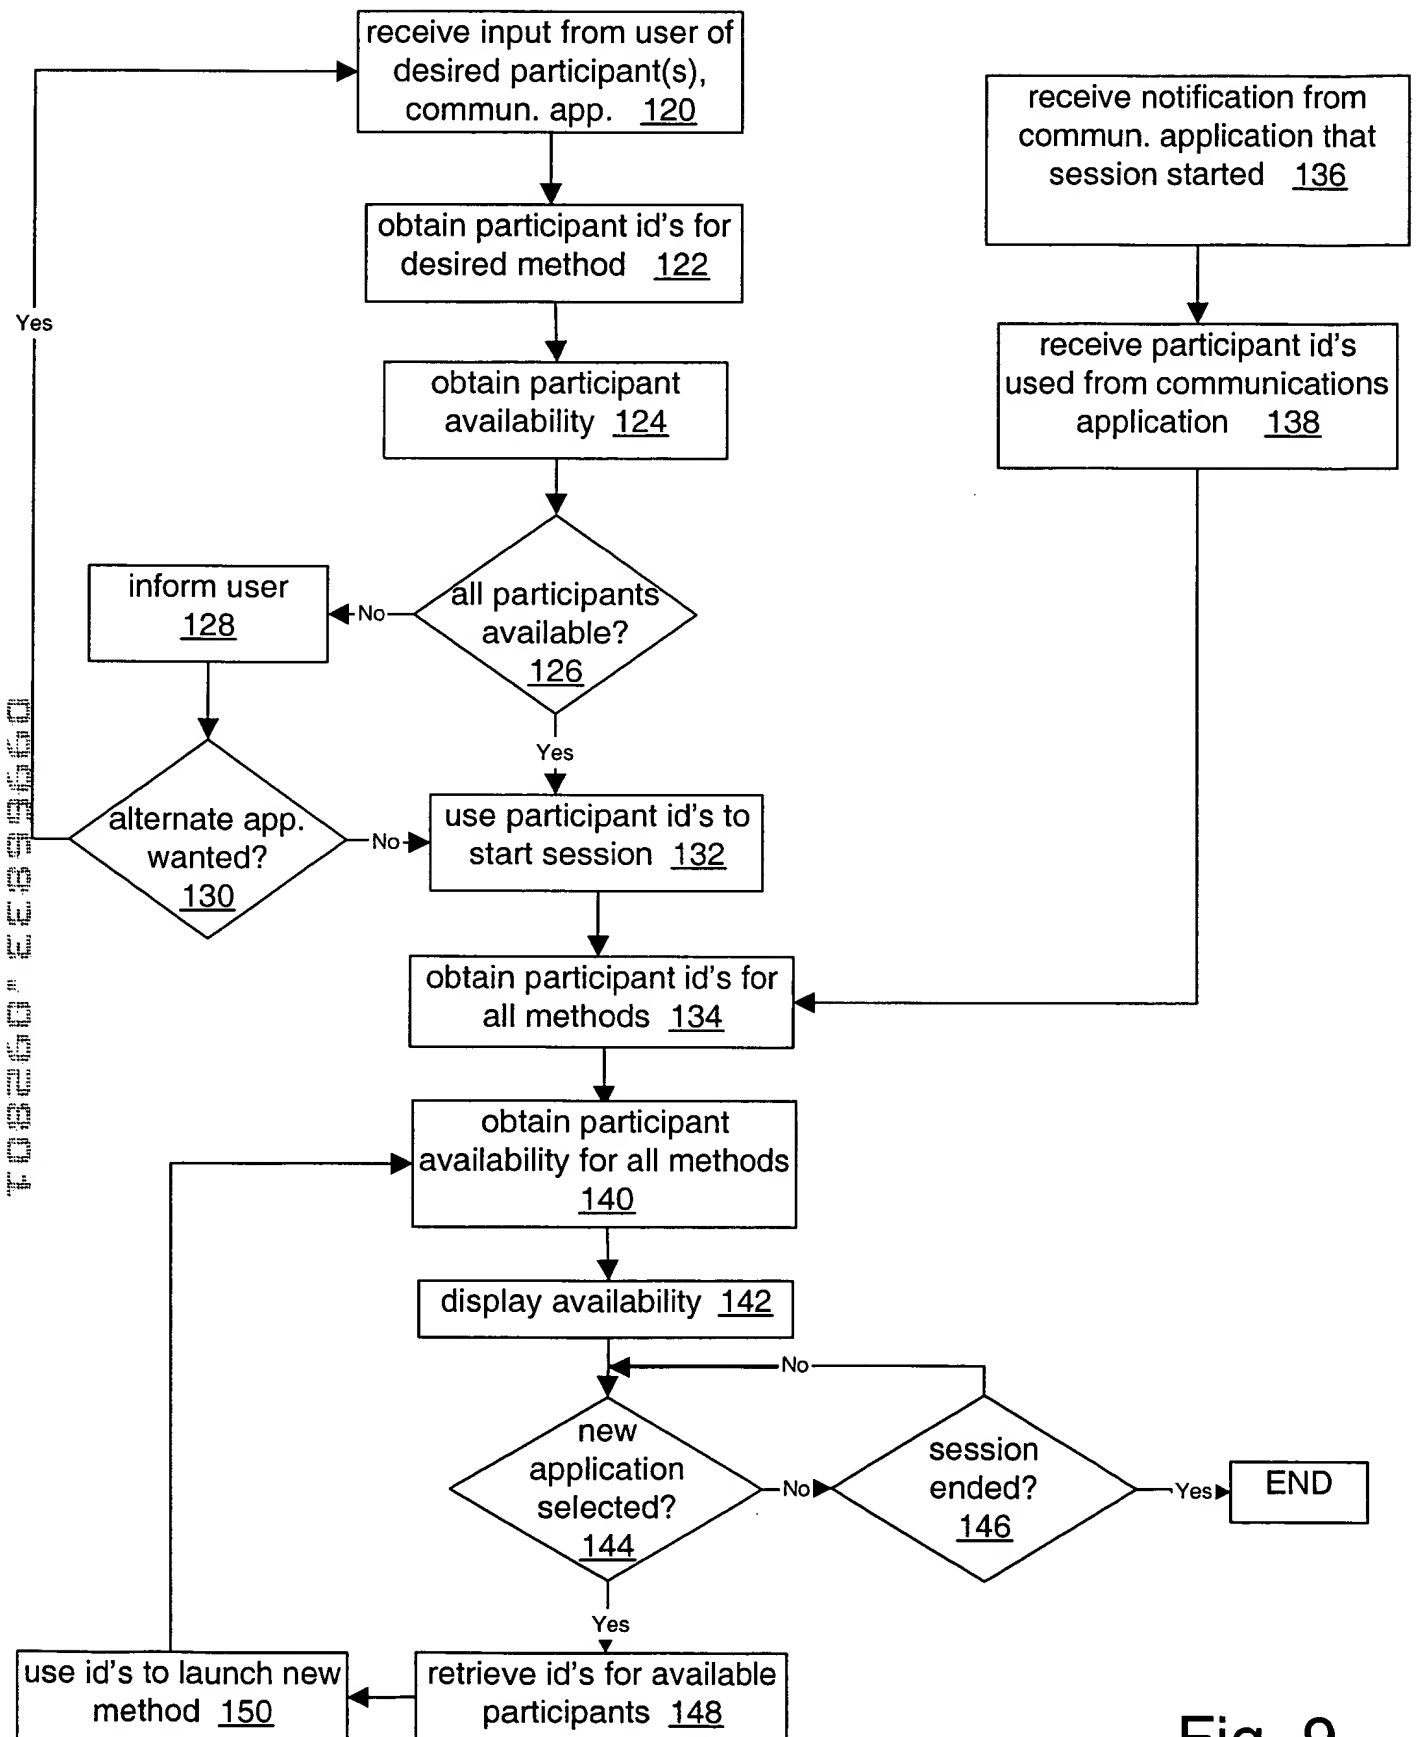 receive input from user of
desired participant(s),
commun. app. 120
receive notification from
commun. application that
session started 136
obtain participant id's for
desired method 122
Yes
receive participant id's
used from communications
application 138
obtain participant
availability 124
inform user
128
No
all participants
available?
126
Yes
alternate app.
wanted?
130
No
use participant id's to
start session 132
obtain participant id's for
all methods 134
obtain participant
availability for all methods
140
display availability 142
No
new
application
selected?
144
No
session
ended?
146
Yes
END
Yes
use id's to launch new
method 150
retrieve id's for available
participants 148
Fig. 9